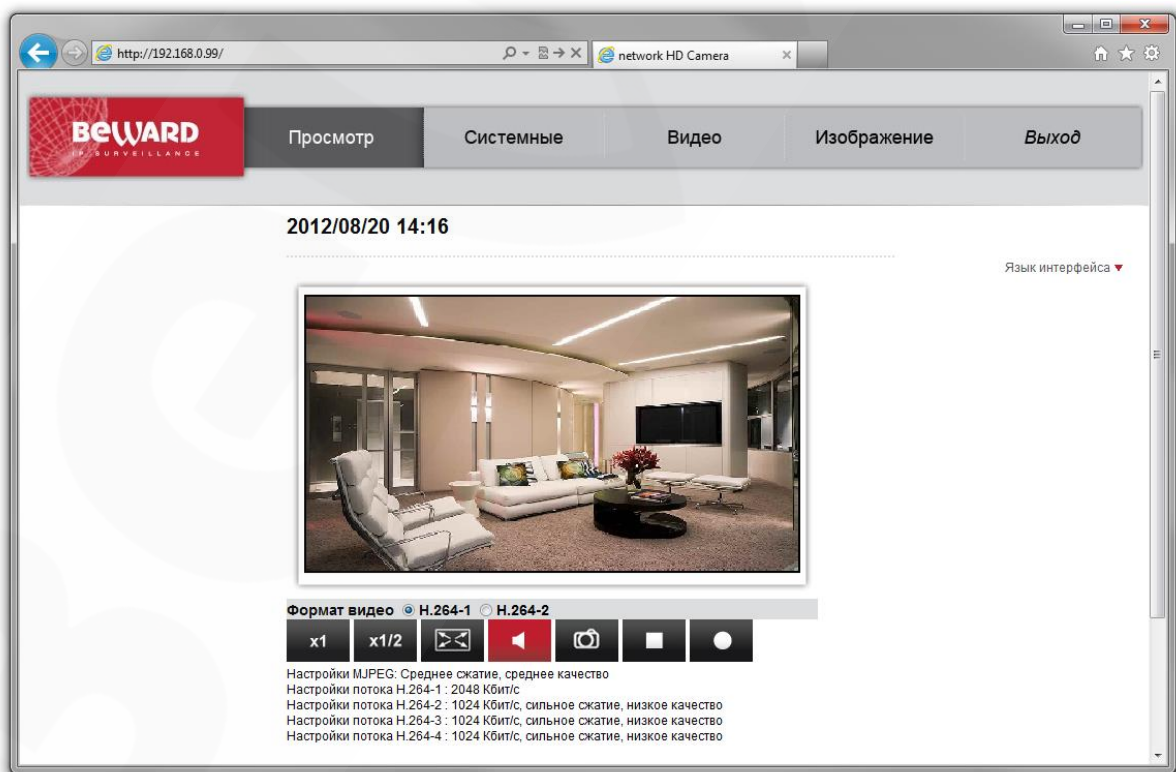 http://192.168.0.99/
network HD Camera
BEWARD
IP SURVEILLANCE
Просмотр Системные Видео Изображение Выход
2012/08/20 14:16
Язык интерфейса
Формат видео H.264-1 H.264-2
x1 x1/2
Настройки MJPEG: Среднее сжатие, среднее качество
Настройки потока H.264-1 : 2048 Кбит/с
Настройки потока H.264-2 : 1024 Кбит/с, сильное сжатие, низкое качество
Настройки потока H.264-3 : 1024 Кбит/с, сильное сжатие, низкое качество
Настройки потока H.264-4 : 1024 Кбит/с, сильное сжатие, низкое качество